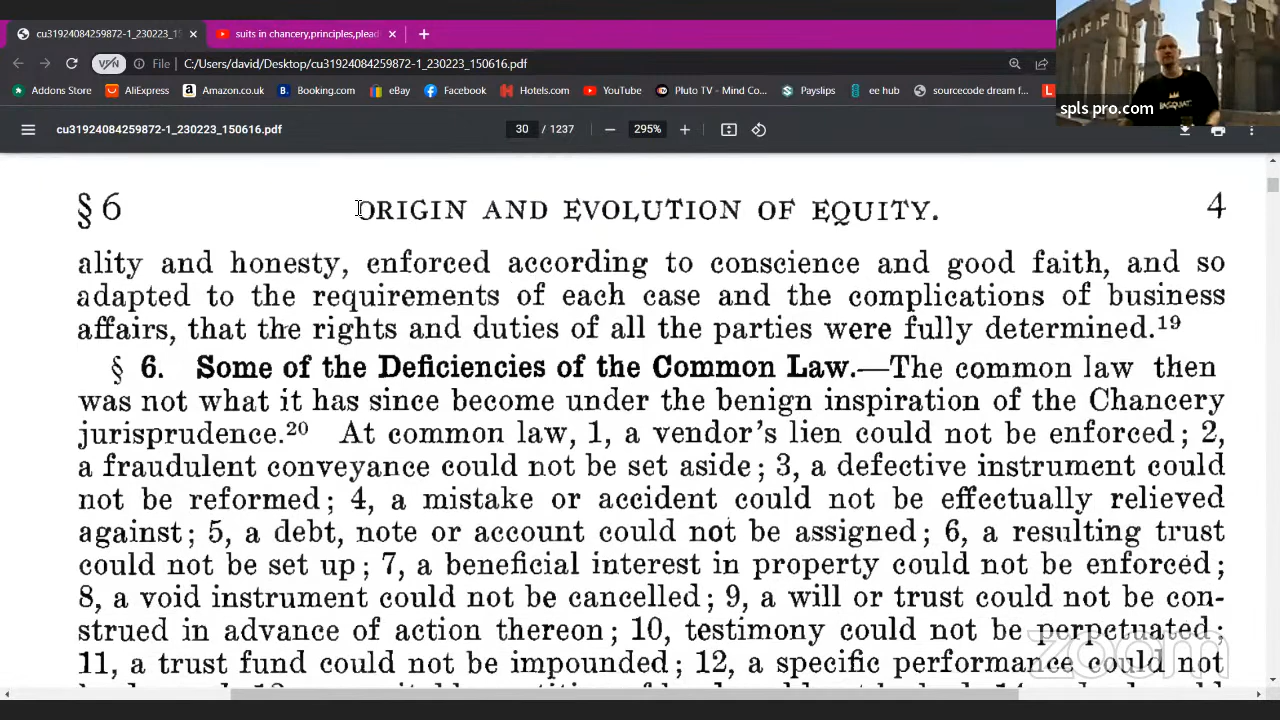 cu31924084259872-1_230223_15
suits in chancery,principles,plead
VPN
File
C:/Users/david/Desktop/cu31924084259872-1_230223_150616.pdf
Addons Store
AliExpress
Amazon.co.uk
Booking.com
eBay
Facebook
Hotels.com
YouTube
Pluto TV - Mind Co...
Payslips
ee hub
sourcecode dream f...
spls pro.com
cu31924084259872-1_230223_150616.pdf
30 / 1237
295%
§ 6 ORIGIN AND EVOLUTION OF EQUITY. 4
ality and honesty, enforced according to conscience and good faith, and so
adapted to the requirements of each case and the complications of business
affairs, that the rights and duties of all the parties were fully determined.19
§ 6. Some of the Deficiencies of the Common Law.—The common law then
was not what it has since become under the benign inspiration of the Chancery
jurisprudence.20 At common law, 1, a vendor's lien could not be enforced; 2,
a fraudulent conveyance could not be set aside; 3, a defective instrument could
not be reformed; 4, a mistake or accident could not be effectually relieved
against; 5, a debt, note or account could not be assigned; 6, a resulting trust
could not be set up; 7, a beneficial interest in property could not be enforced;
8, a void instrument could not be cancelled; 9, a will or trust could not be con-
strued in advance of action thereon; 10, testimony could not be perpetuated;
11, a trust fund could not be impounded; 12, a specific performance could not
zoom